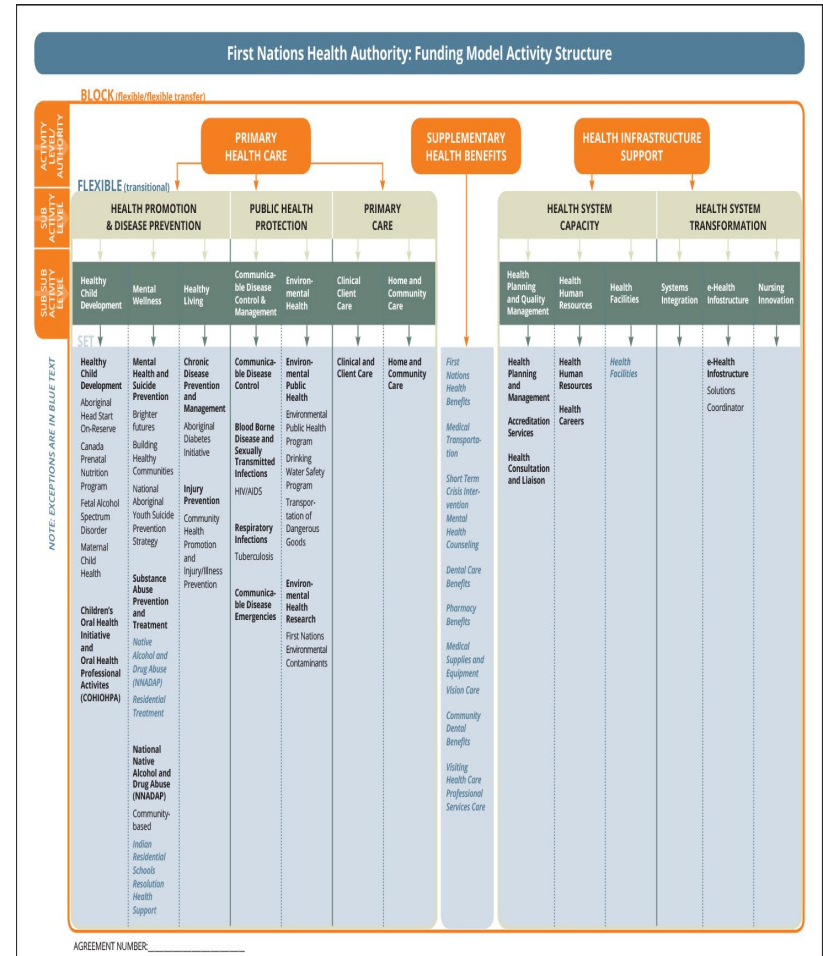 First Nations Health Authority: Funding Model Activity Structure
BLOCK (flexible/flexible transfer)
ACTIVITY
LEVEL/
AUTHORITY
PRIMARY
HEALTH CARE
SUPPLEMENTARY
HEALTH BENEFITS
HEALTH INFRASTRUCTURE
SUPPORT
FLEXIBLE (transitional)
SUB
ACTIVITY
LEVEL
HEALTH PROMOTION
& DISEASE PREVENTION
PUBLIC HEALTH
PROTECTION
PRIMARY
CARE
HEALTH SYSTEM
CAPACITY
HEALTH SYSTEM
TRANSFORMATION
SUB SUB
ACTIVITY
LEVEL
Healthy
Child
Development
Mental
Wellness
Healthy
Living
Communica-
ble Disease
Control &
Management
Environ-
mental
Health
Clinical
Client
Care
Home and
Community
Care
Health
Planning
and Quality
Management
Health
Human
Resources
Health
Facilities
Systems
Integration
e-Health
Infostructure
Nursing
Innovation
SET
NOTE: EXCEPTIONS ARE IN BLUE TEXT
Healthy
Child
Development
Aboriginal
Head Start
On-Reserve
Canada
Prenatal
Nutrition
Program
Fetal Alcohol
Spectrum
Disorder
Maternal
Child
Health
Children's
Oral Health
Initiative
and
Oral Health
Professional
Activites
(COHIOHPA)
Mental
Health and
Suicide
Prevention
Brighter
futures
Building
Healthy
Communities
National
Aboriginal
Youth Suicide
Prevention
Strategy
Substance
Abuse
Prevention
and
Treatment
Native
Alcohol and
Drug Abuse
(NNADAP)
Residential
Treatment
National
Native
Alcohol and
Drug Abuse
(NNADAP)
Community-
based
Indian
Residential
Schools
Resolution
Health
Support
Chronic
Disease
Prevention
and
Management
Aboriginal
Diabetes
Initiative
Injury
Prevention
Community
Health
Promotion
and
Injury/Illness
Prevention
Communica-
ble Disease
Control
Blood Borne
Disease and
Sexually
Transmitted
Infections
HIV/AIDS
Respiratory
Infections
Tuberculosis
Communica-
ble Disease
Emergencies
Environ-
mental
Public
Health
Environmental
Public Health
Program
Drinking
Water Safety
Program
Transpor-
tation of
Dangerous
Goods
Environ-
mental
Health
Research
First Nations
Environmental
Contaminants
Clinical and
Client Care
Home and
Community
Care
First
Nations
Health
Benefits
Medical
Transporta-
tion
Short Term
Crisis Inter-
vention
Mental
Health
Counseling
Dental Care
Benefits
Pharmacy
Benefits
Medical
Supplies and
Equipment
Vision Care
Community
Dental
Benefits
Visiting
Health Care
Professional
Services Care
Health
Planning
and
Management
Accreditation
Services
Health
Consultation
and Liaison
Health
Human
Resources
Health
Careers
Health
Facilities
e-Health
Infostructure
Solutions
Coordinator
AGREEMENT NUMBER:____________________